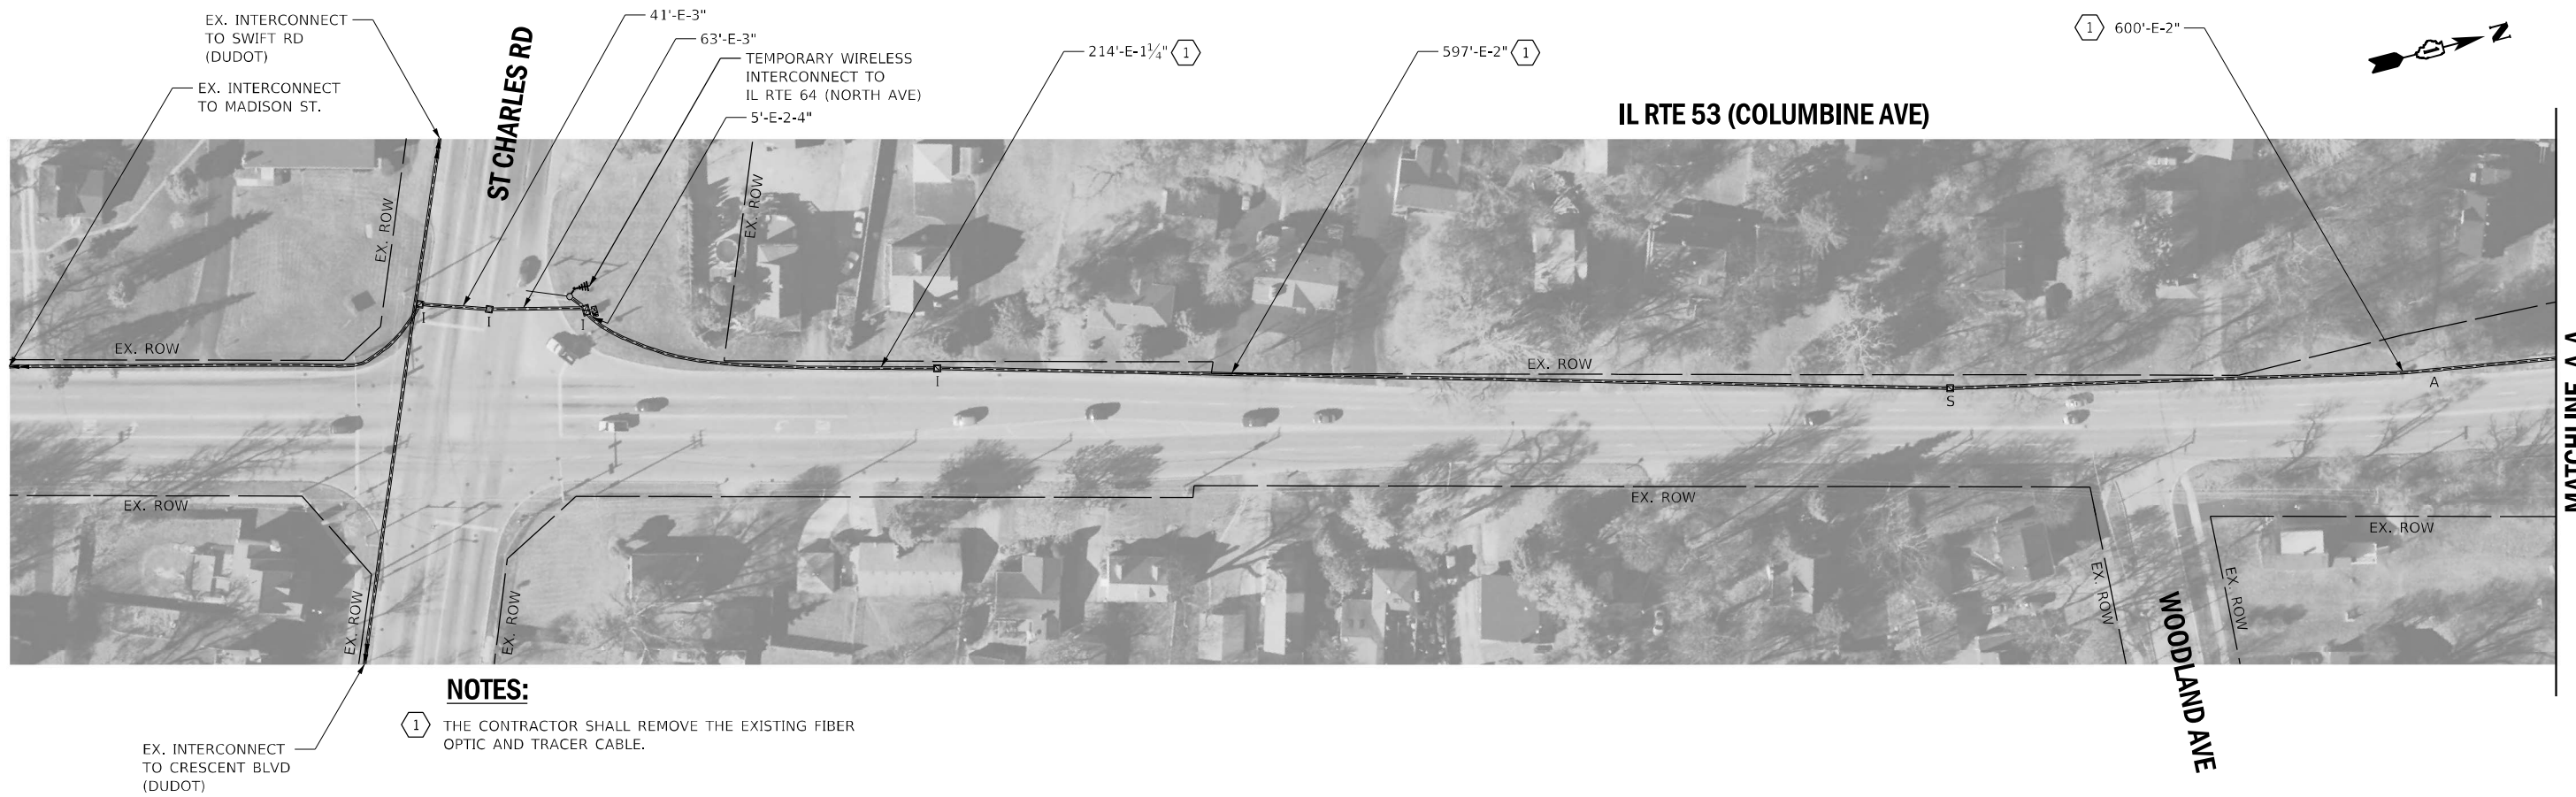 EX. INTERCONNECT
TO SWIFT RD
(DUDOT)
EX. INTERCONNECT
TO MADISON ST.
ST CHARLES RD
41'-E-3"
63'-E-3"
TEMPORARY WIRELESS
INTERCONNECT TO
IL RTE 64 (NORTH AVE)
5'-E-2-4"
214'-E-1¼" 1
597'-E-2" 1
1 600'-E-2"
N
IL RTE 53 (COLUMBINE AVE)
EX. ROW
EX. ROW
I
I
I
EX. ROW
EX. ROW
I
S
A
MATCHLINE A-A
EX. ROW
EX. ROW
EX. ROW
EX. ROW
EX. ROW
EX. ROW
EX. ROW
WOODLAND AVE
NOTES:
1 THE CONTRACTOR SHALL REMOVE THE EXISTING FIBER
OPTIC AND TRACER CABLE.
EX. INTERCONNECT
TO CRESCENT BLVD
(DUDOT)